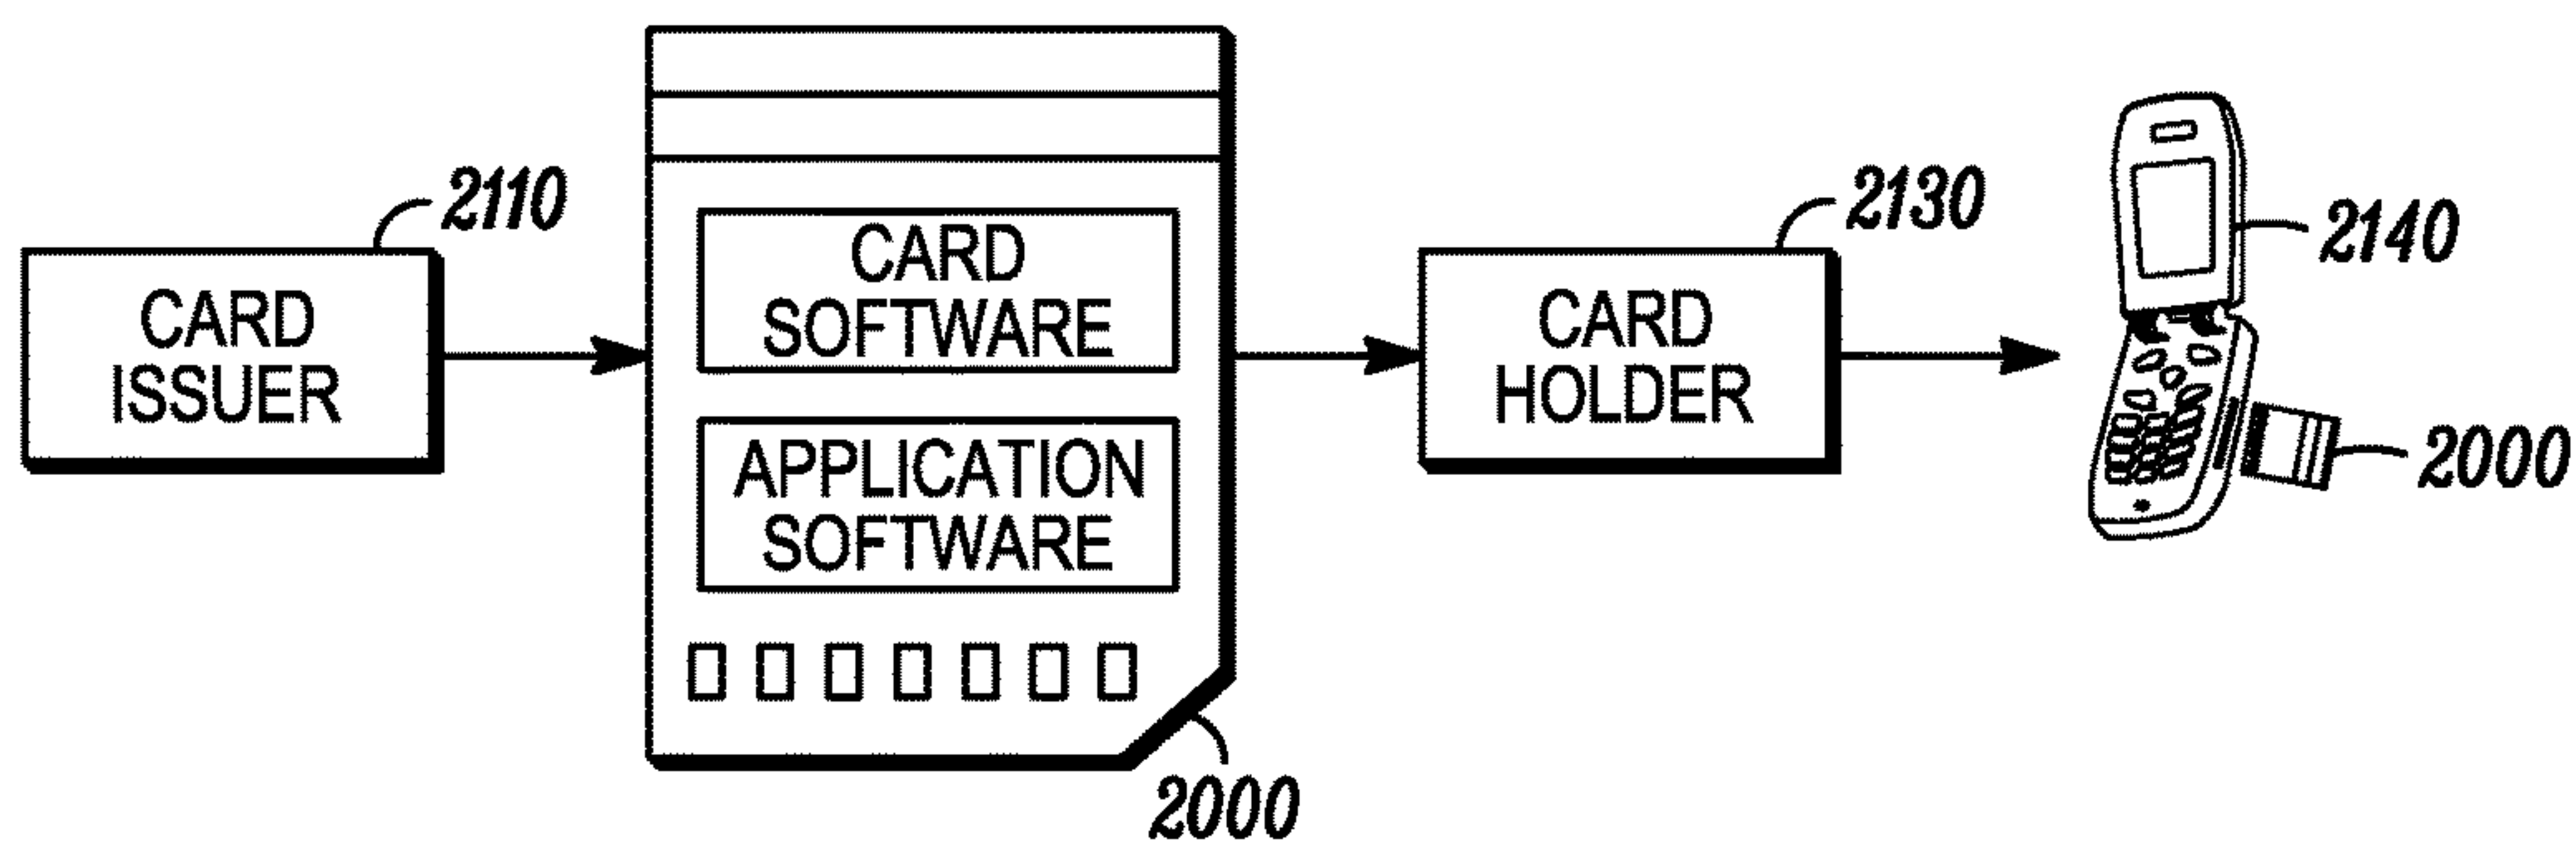 2110
CARD
ISSUER
CARD
SOFTWARE
APPLICATION
SOFTWARE
2000
2130
CARD
HOLDER
2140
2000